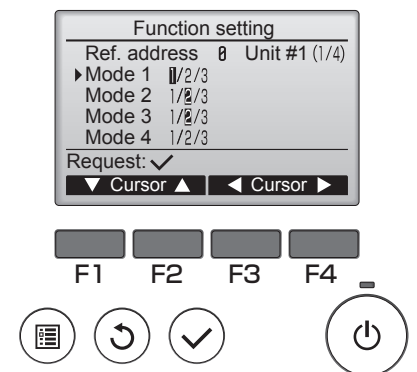 Function setting
Ref. address 0 Unit #1 (1/4)
▶Mode 1 1/2/3
Mode 2 1/2/3
Mode 3 1/2/3
Mode 4 1/2/3
Request: ✓
▼ Cursor ▲ ◀ Cursor ▶
F1 F2 F3 F4